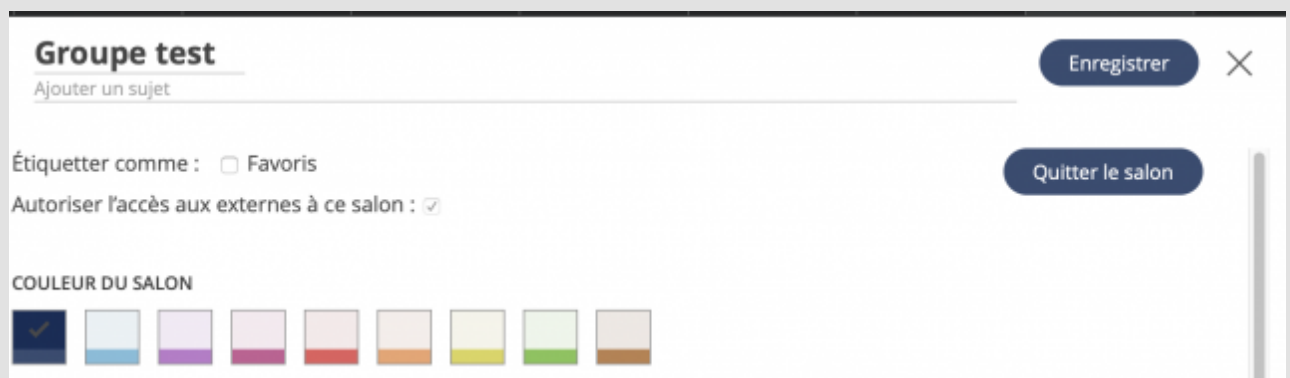 Groupe test
Enregistrer
Ajouter un sujet
Étiquetter comme : Favoris
Quitter le salon
Autoriser l'accès aux externes à ce salon :
COULEUR DU SALON